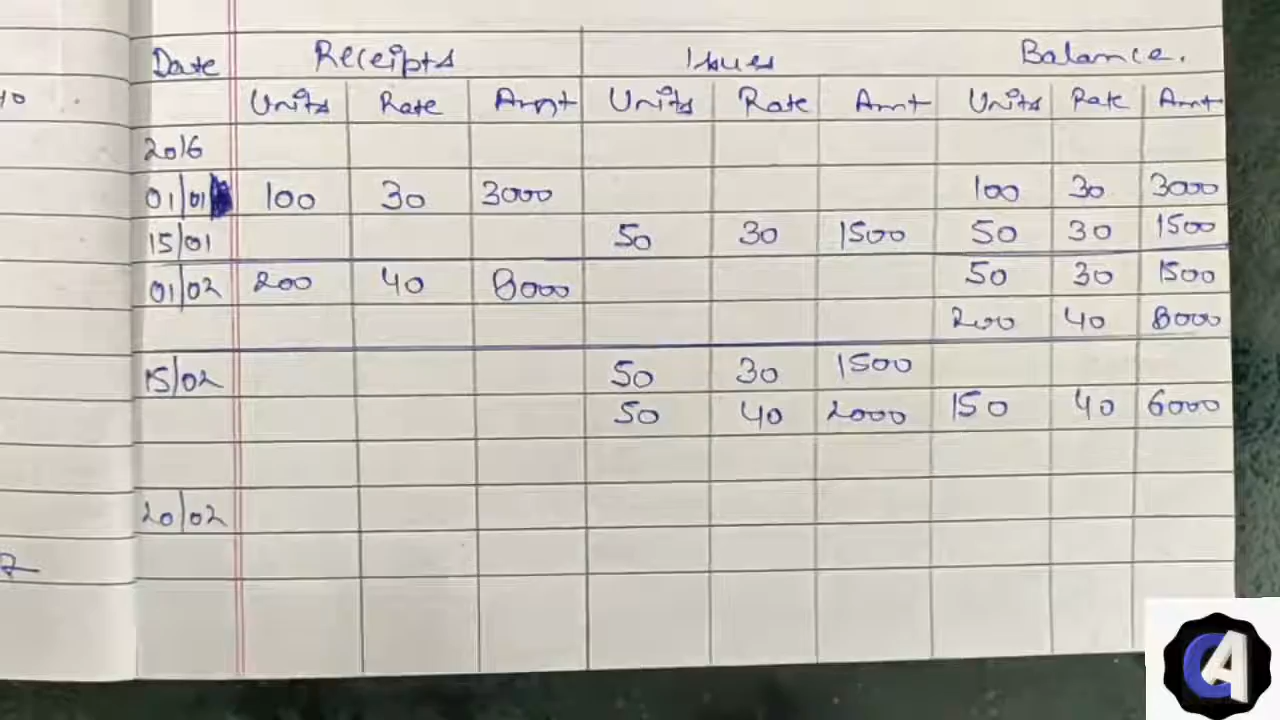 Date Receipts Issues Balance.
Units Rate Amt Units Rate Amt Units Rate Amt
2016
01/01 100 30 3000 100 30 3000
15/01 50 30 1500 50 30 1500
01/02 200 40 8000 50 30 1500
200 40 8000
15/02 50 30 1500
50 40 2000 150 40 6000
20/02
CA